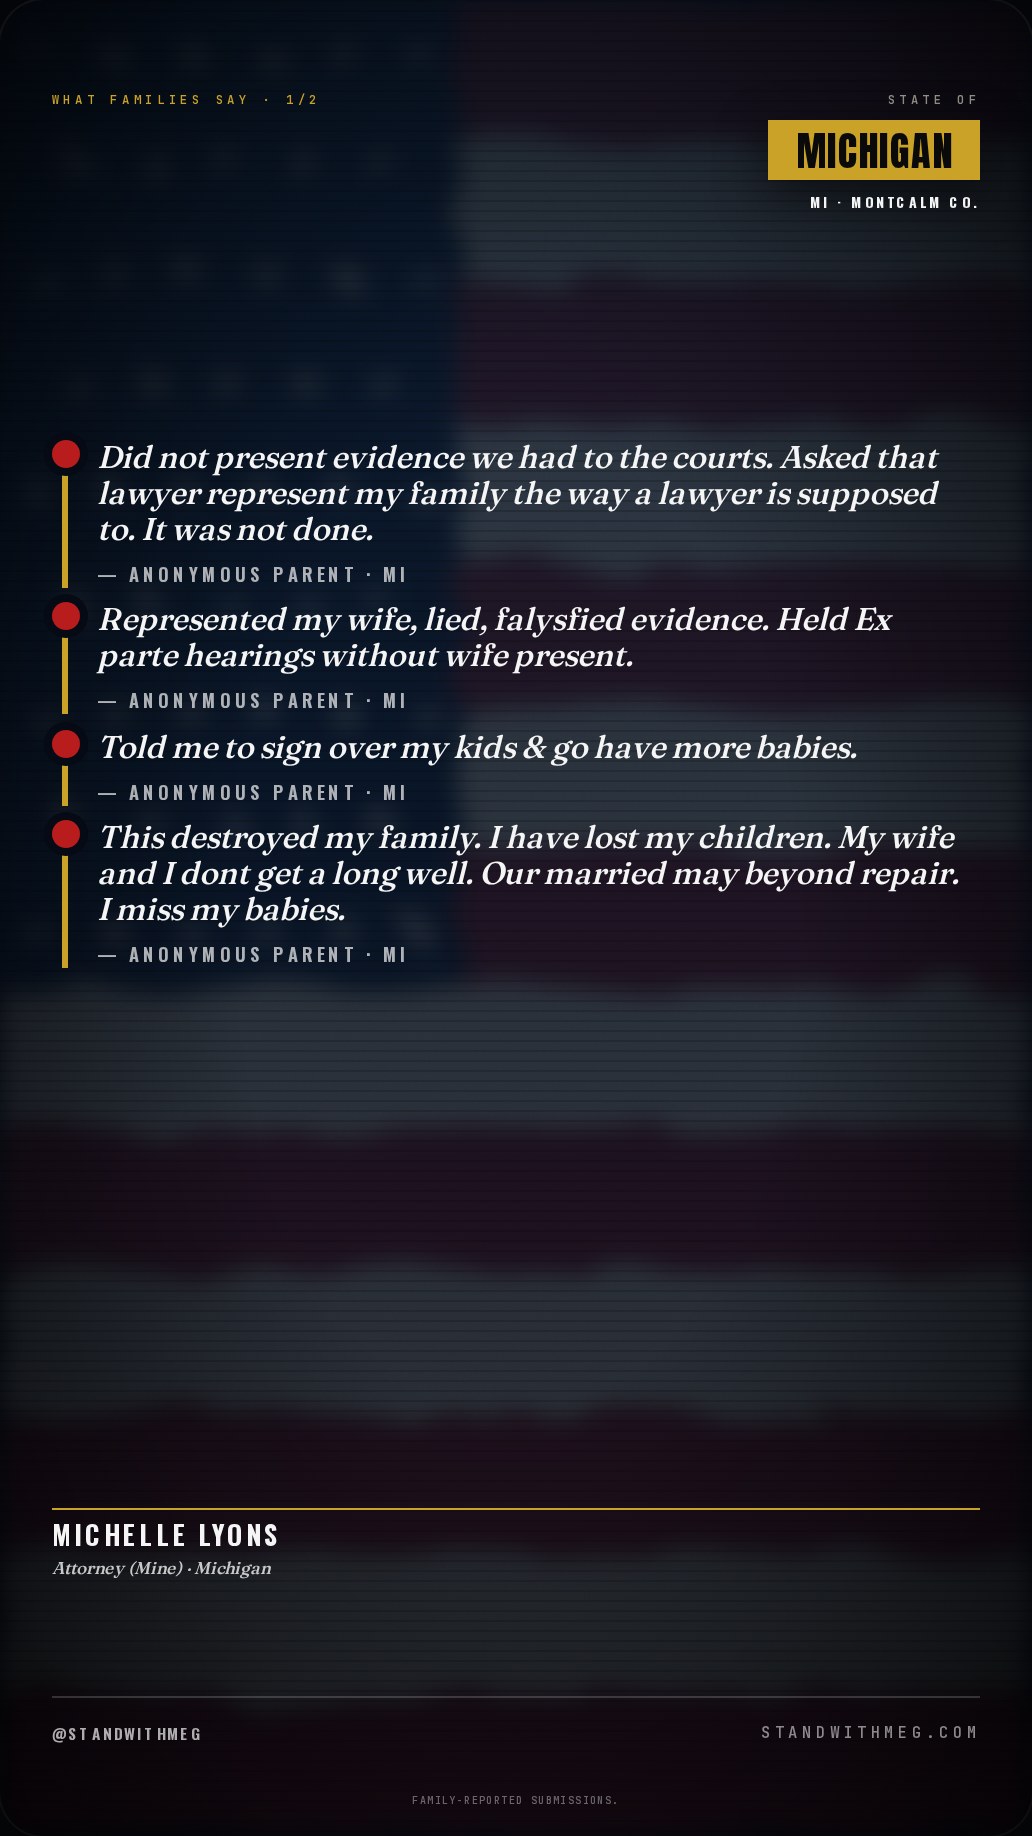 WHAT FAMILIES SAY · 1/2
STATE OF
MICHIGAN
MI · MONTCALM CO.
Did not present evidence we had to the courts. Asked that
lawyer represent my family the way a lawyer is supposed
to. It was not done.
— ANONYMOUS PARENT · MI
Represented my wife, lied, falysfied evidence. Held Ex
parte hearings without wife present.
— ANONYMOUS PARENT · MI
Told me to sign over my kids & go have more babies.
— ANONYMOUS PARENT · MI
This destroyed my family. I have lost my children. My wife
and I dont get a long well. Our married may beyond repair.
I miss my babies.
— ANONYMOUS PARENT · MI
MICHELLE LYONS
Attorney (Mine) · Michigan
@STANDWITHMEG
STANDWITHMEG.COM
FAMILY-REPORTED SUBMISSIONS.